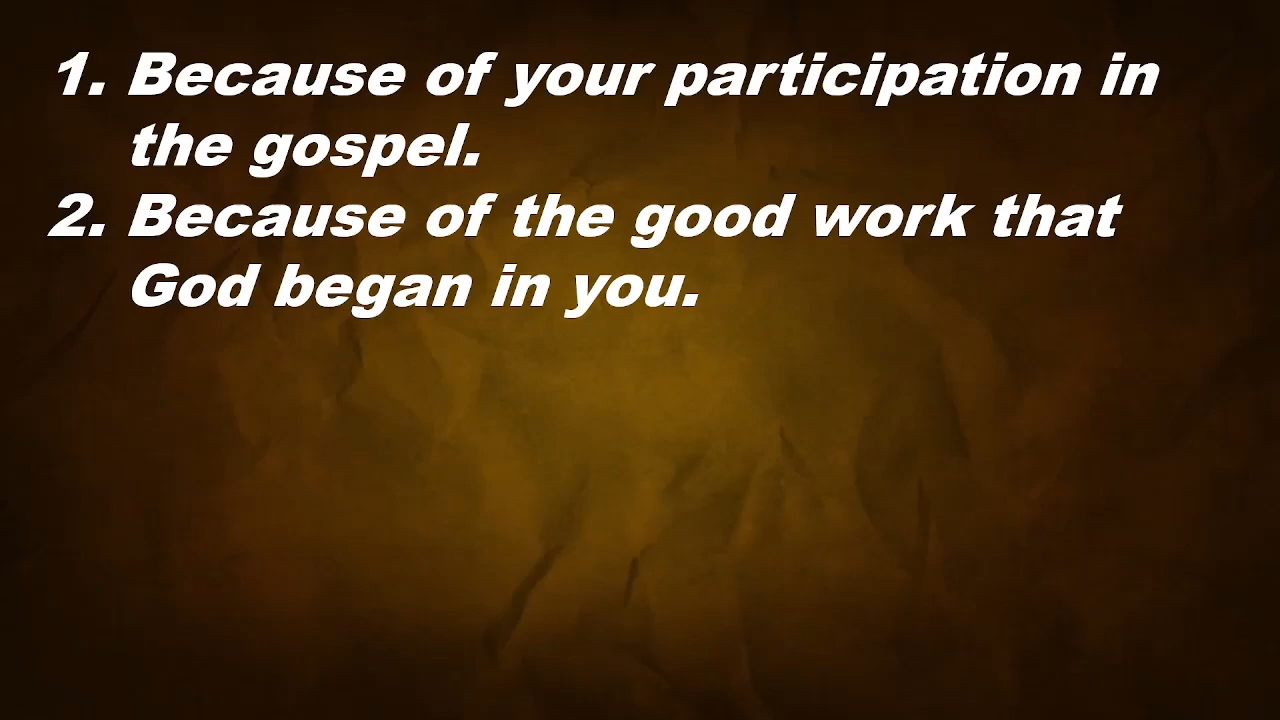 1. Because of your participation in
the gospel.
2. Because of the good work that
God began in you.